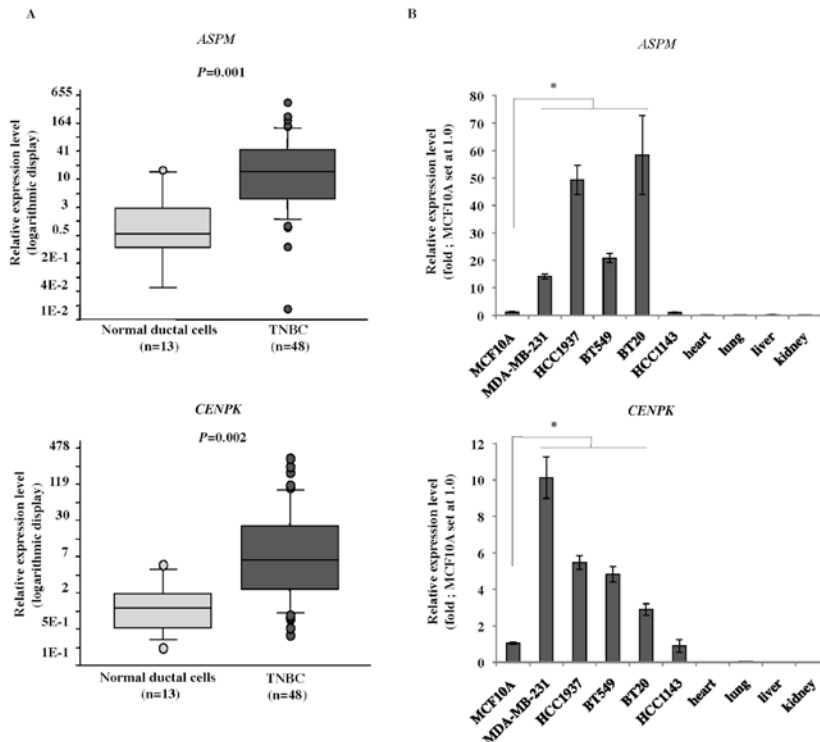 A
ASPM
P=0.001
Relative expression level
(logarithmic display)
655
164
41
10
3
0.5
2E-1
4E-2
1E-2
Normal ductal cells
(n=13)
TNBC
(n=48)
B
ASPM
*
Relative expression level
(fold ; MCF10A set at 1.0)
80
70
60
50
40
30
20
10
0
MCF10A
MDA-MB-231
HCC1937
BT549
BT20
HCC1143
heart
lung
liver
kidney
CENPK
P=0.002
Relative expression level
(logarithmic display)
478
119
30
7
2
5E-1
1E-1
Normal ductal cells
(n=13)
TNBC
(n=48)
CENPK
*
Relative expression level
(fold ; MCF10A set at 1.0)
12
10
8
6
4
2
0
MCF10A
MDA-MB-231
HCC1937
BT549
BT20
HCC1143
heart
lung
liver
kidney